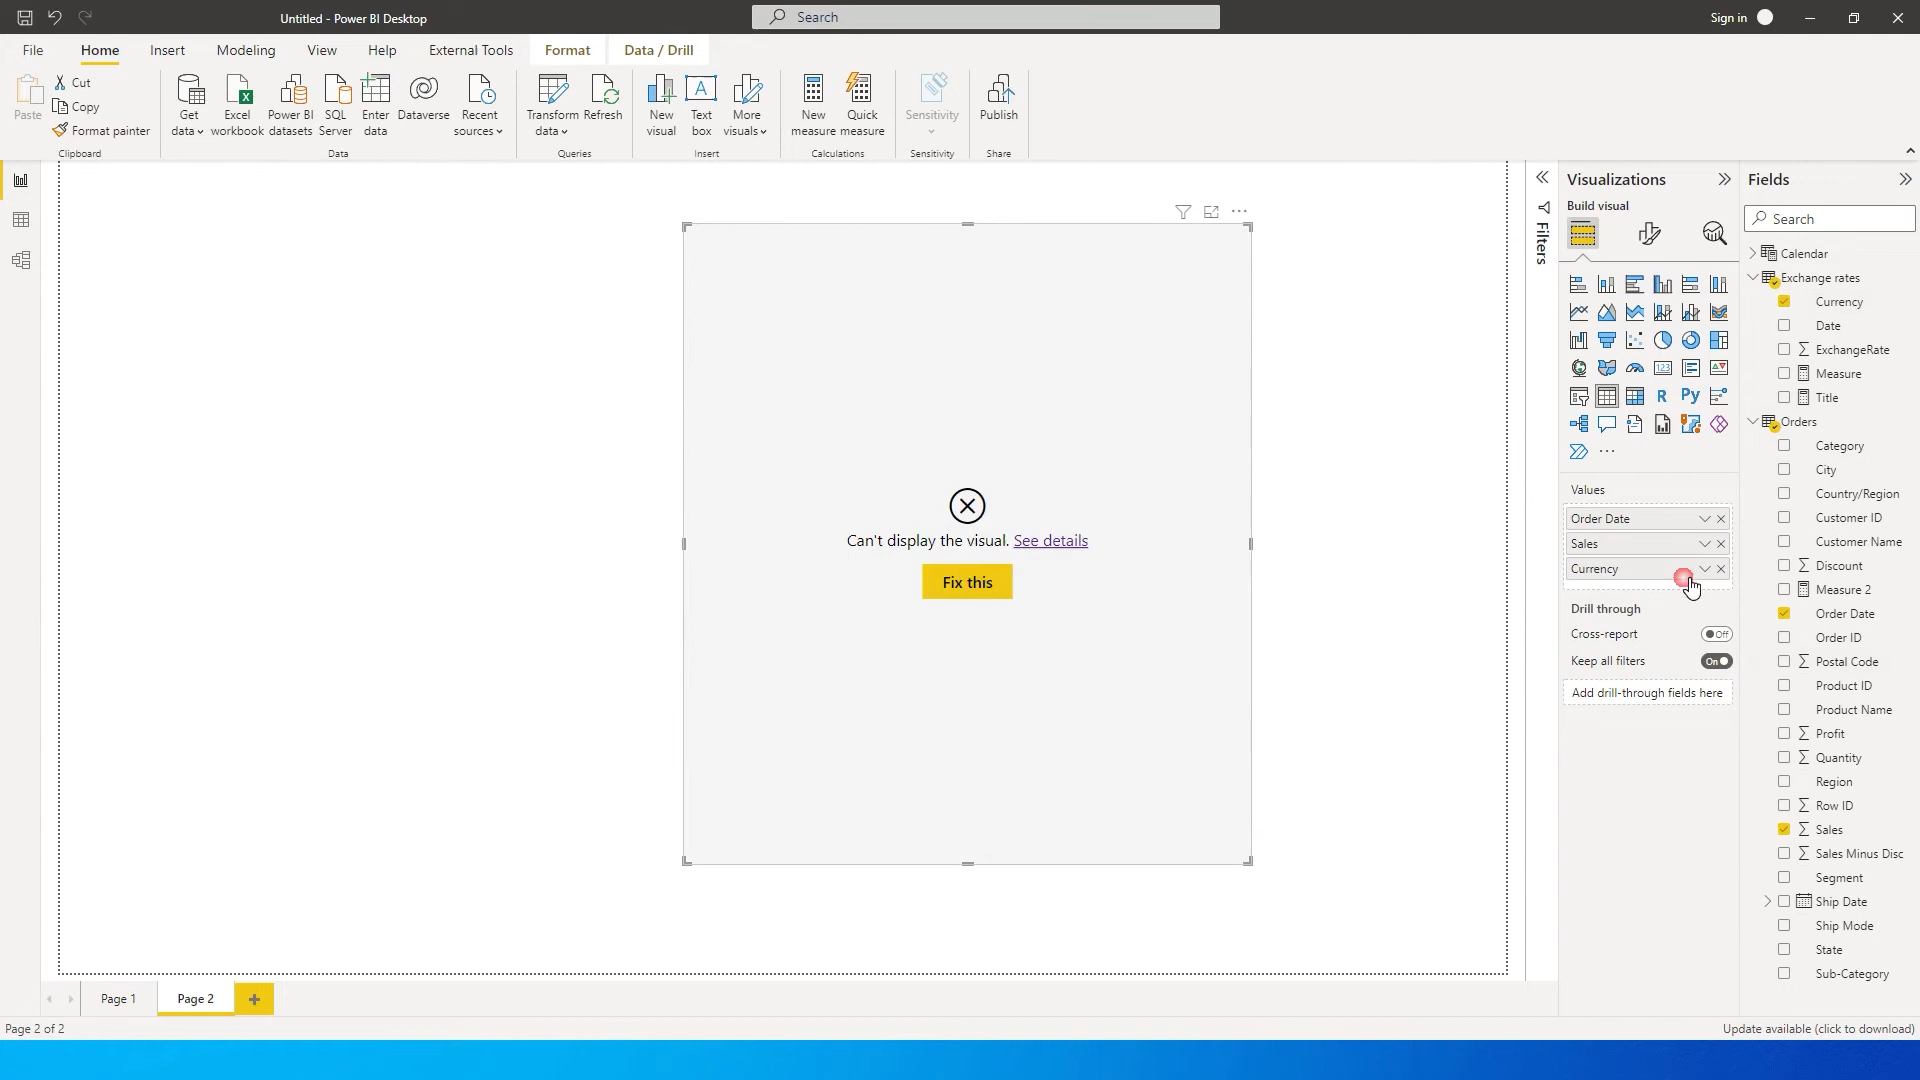 Untitled - Power BI Desktop
Search
Sign in
File
Home
Insert
Modeling
View
Help
External Tools
Format
Data / Drill
Paste
Cut
Copy
Format painter
Clipboard
Get data
Excel workbook
Power BI datasets
SQL Server
Enter data
Dataverse
Recent sources
Data
Transform data
Refresh
Queries
New visual
A
Text box
More visuals
Insert
New measure
Quick measure
Calculations
Sensitivity
Sensitivity
Publish
Share
Can't display the visual. See details
Fix this
Filters
Visualizations
Build visual
123
R
Py
Values
Order Date
Sales
Currency
Drill through
Cross-report
Off
Keep all filters
On
Add drill-through fields here
Fields
Search
Calendar
Exchange rates
Currency
Date
ExchangeRate
Measure
Title
Orders
Category
City
Country/Region
Customer ID
Customer Name
Discount
Measure 2
Order Date
Order ID
Postal Code
Product ID
Product Name
Profit
Quantity
Region
Row ID
Sales
Sales Minus Disc
Segment
Ship Date
Ship Mode
State
Sub-Category
Page 1
Page 2
Page 2 of 2
Update available (click to download)